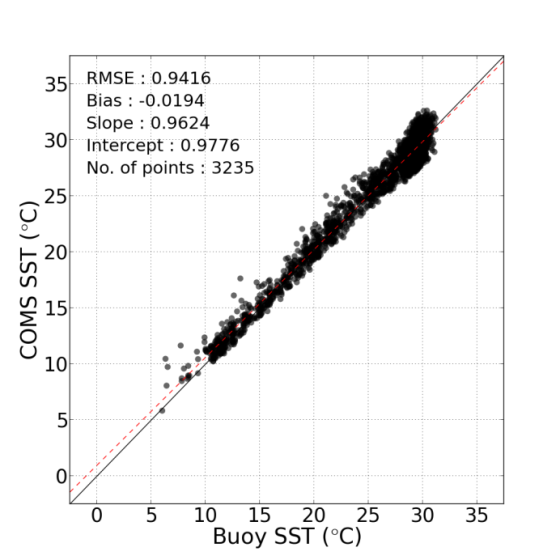 RMSE : 0.9416
Bias : -0.0194
Slope : 0.9624
Intercept : 0.9776
No. of points : 3235
COMS SST (°C)
35
30
25
20
15
10
5
0
0 5 10 15 20 25 30 35
Buoy SST (°C)